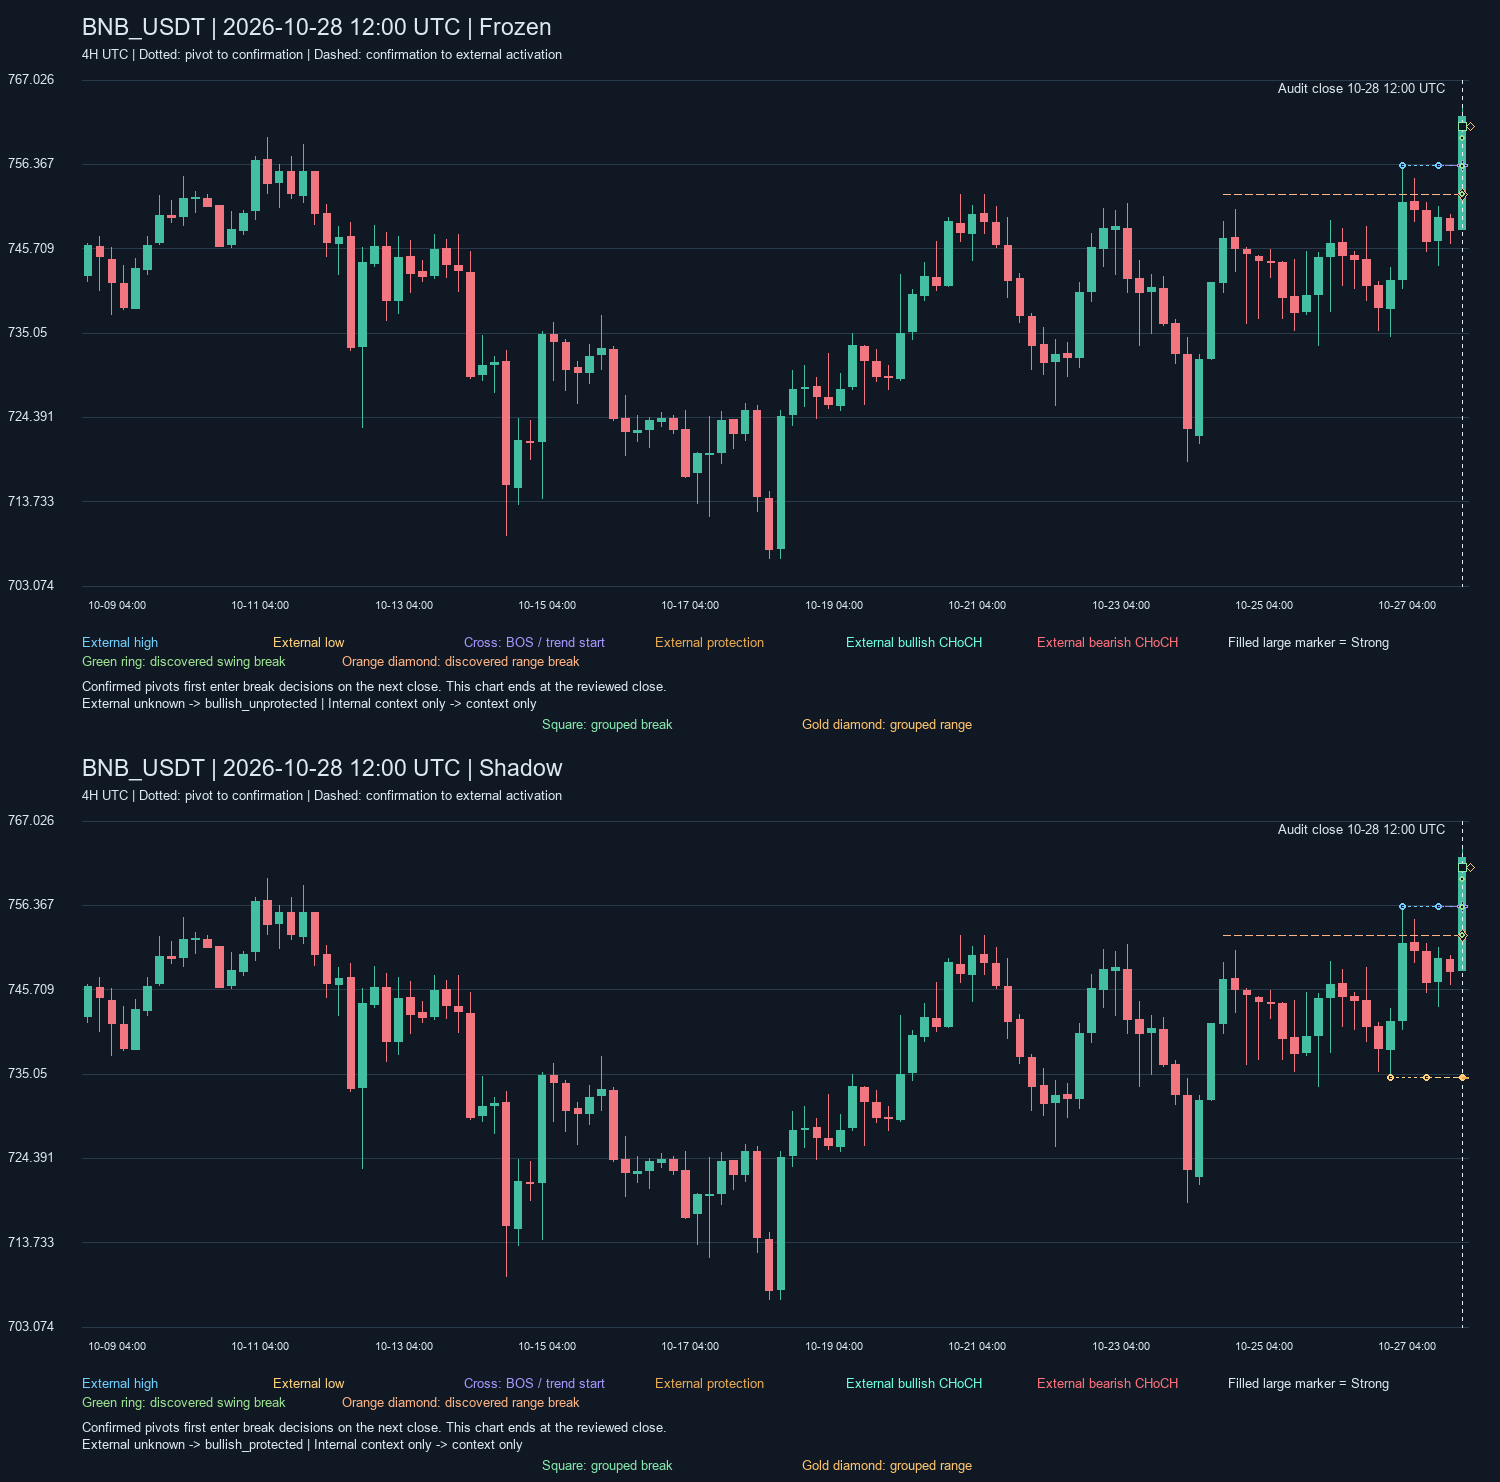 BNB_USDT | 2026-10-28 12:00 UTC | Frozen
4H UTC | Dotted: pivot to confirmation | Dashed: confirmation to external activation
767.026
Audit close 10-28 12:00 UTC
756.367
745.709
735.05
724.391
713.733
703.074
10-09 04:00 10-11 04:00 10-13 04:00 10-15 04:00 10-17 04:00 10-19 04:00 10-21 04:00 10-23 04:00 10-25 04:00 10-27 04:00
External high External low Cross: BOS / trend start External protection External bullish CHoCH External bearish CHoCH Filled large marker = Strong
Green ring: discovered swing break Orange diamond: discovered range break
Confirmed pivots first enter break decisions on the next close. This chart ends at the reviewed close.
External unknown -> bullish_unprotected | Internal context only -> context only
Square: grouped break Gold diamond: grouped range
BNB_USDT | 2026-10-28 12:00 UTC | Shadow
4H UTC | Dotted: pivot to confirmation | Dashed: confirmation to external activation
767.026
Audit close 10-28 12:00 UTC
756.367
745.709
735.05
724.391
713.733
703.074
10-09 04:00 10-11 04:00 10-13 04:00 10-15 04:00 10-17 04:00 10-19 04:00 10-21 04:00 10-23 04:00 10-25 04:00 10-27 04:00
External high External low Cross: BOS / trend start External protection External bullish CHoCH External bearish CHoCH Filled large marker = Strong
Green ring: discovered swing break Orange diamond: discovered range break
Confirmed pivots first enter break decisions on the next close. This chart ends at the reviewed close.
External unknown -> bullish_protected | Internal context only -> context only
Square: grouped break Gold diamond: grouped range